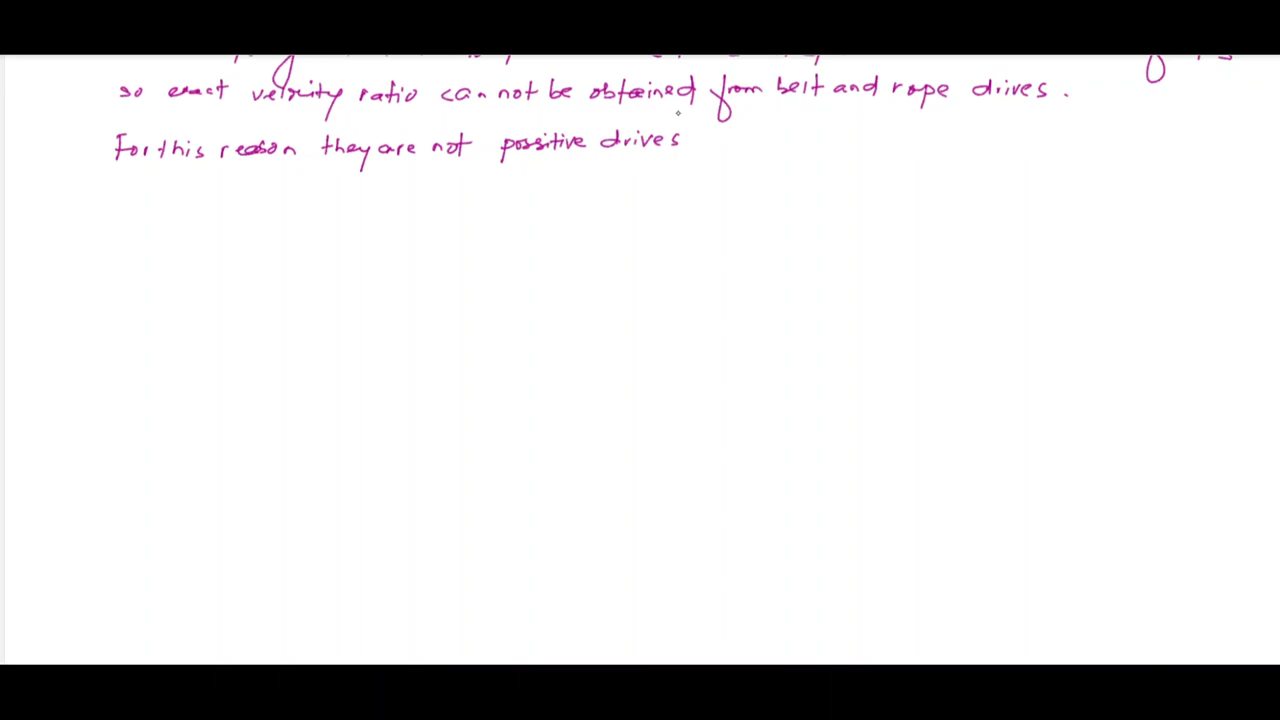 so exact velocity ratio can not be obtained from belt and rope drives .
For this reason they are not possitive drives